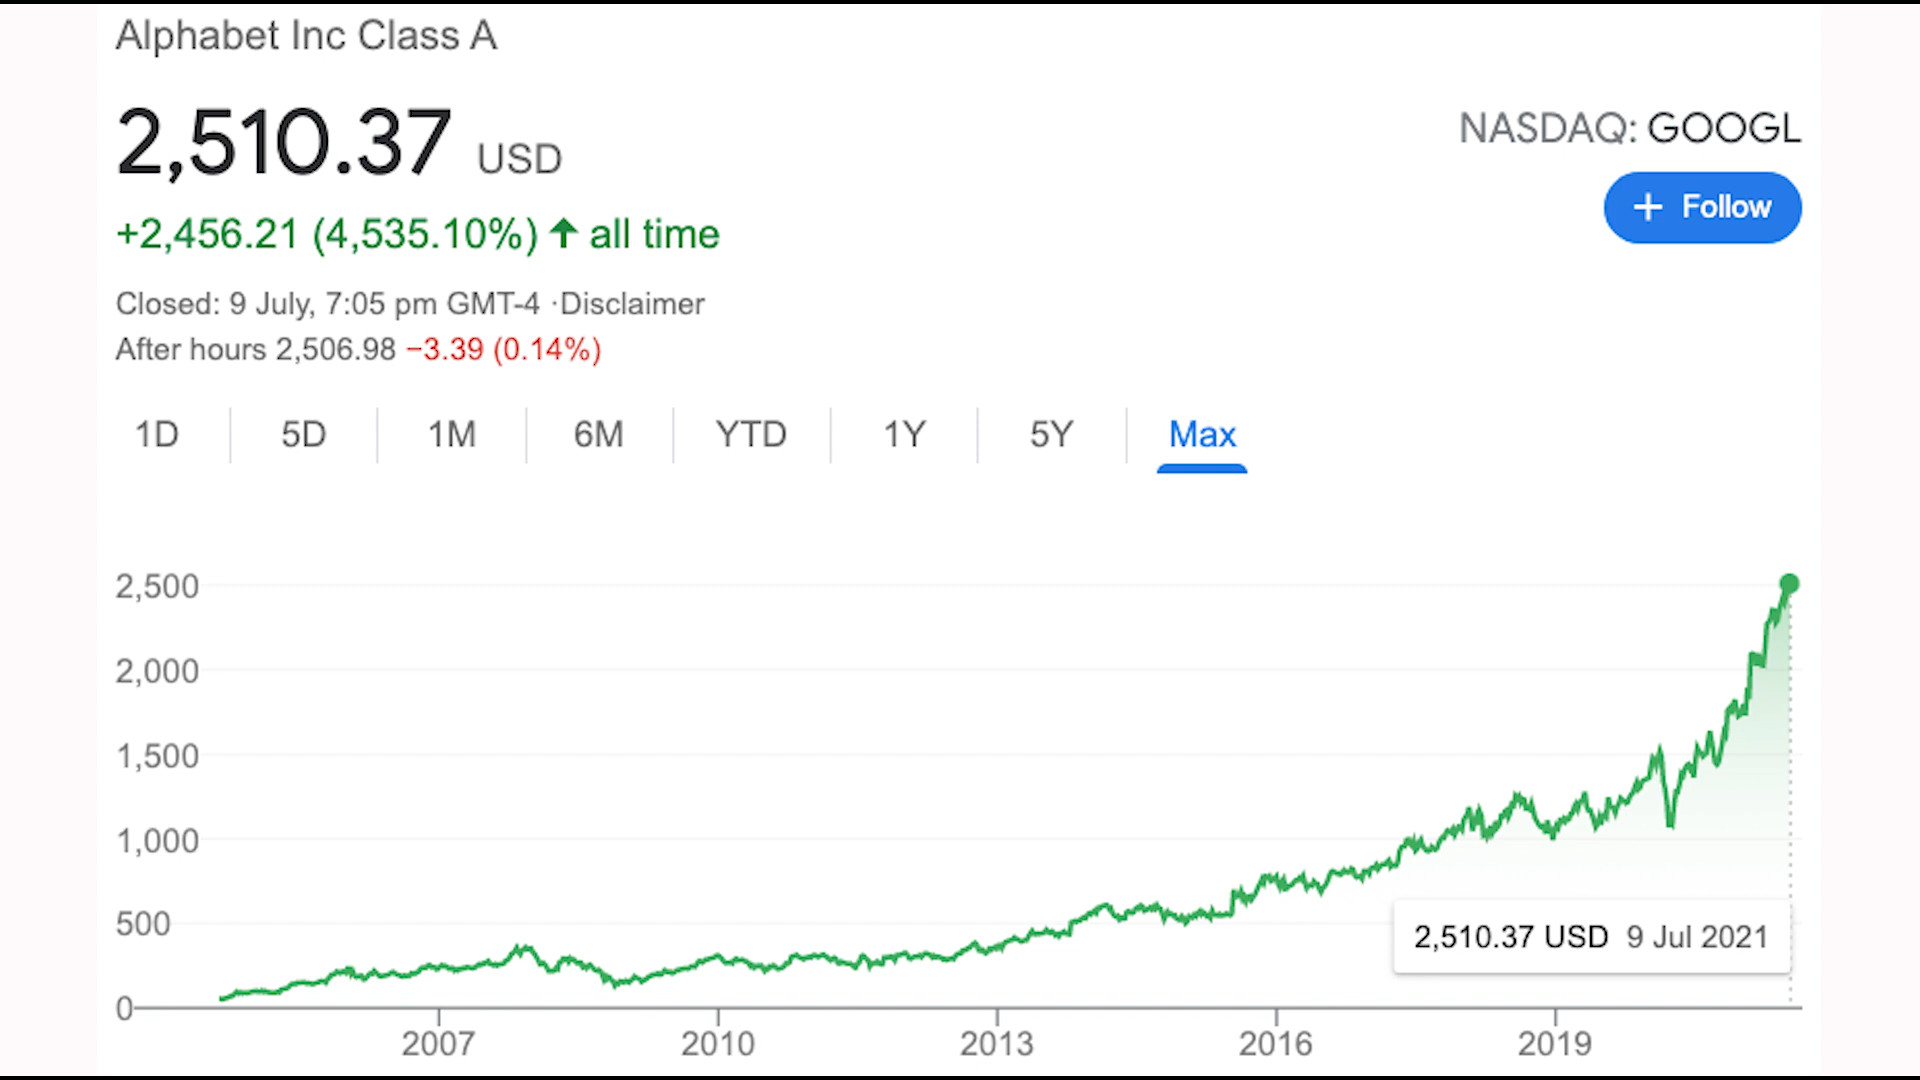 Alphabet Inc Class A
2,510.37 USD
NASDAQ: GOOGL
+ Follow
+2,456.21 (4,535.10%) ↑ all time
Closed: 9 July, 7:05 pm GMT-4 ·Disclaimer
After hours 2,506.98 −3.39 (0.14%)
1D 5D 1M 6M YTD 1Y 5Y Max
2,500
2,000
1,500
1,000
500
2,510.37 USD 9 Jul 2021
0
2007 2010 2013 2016 2019